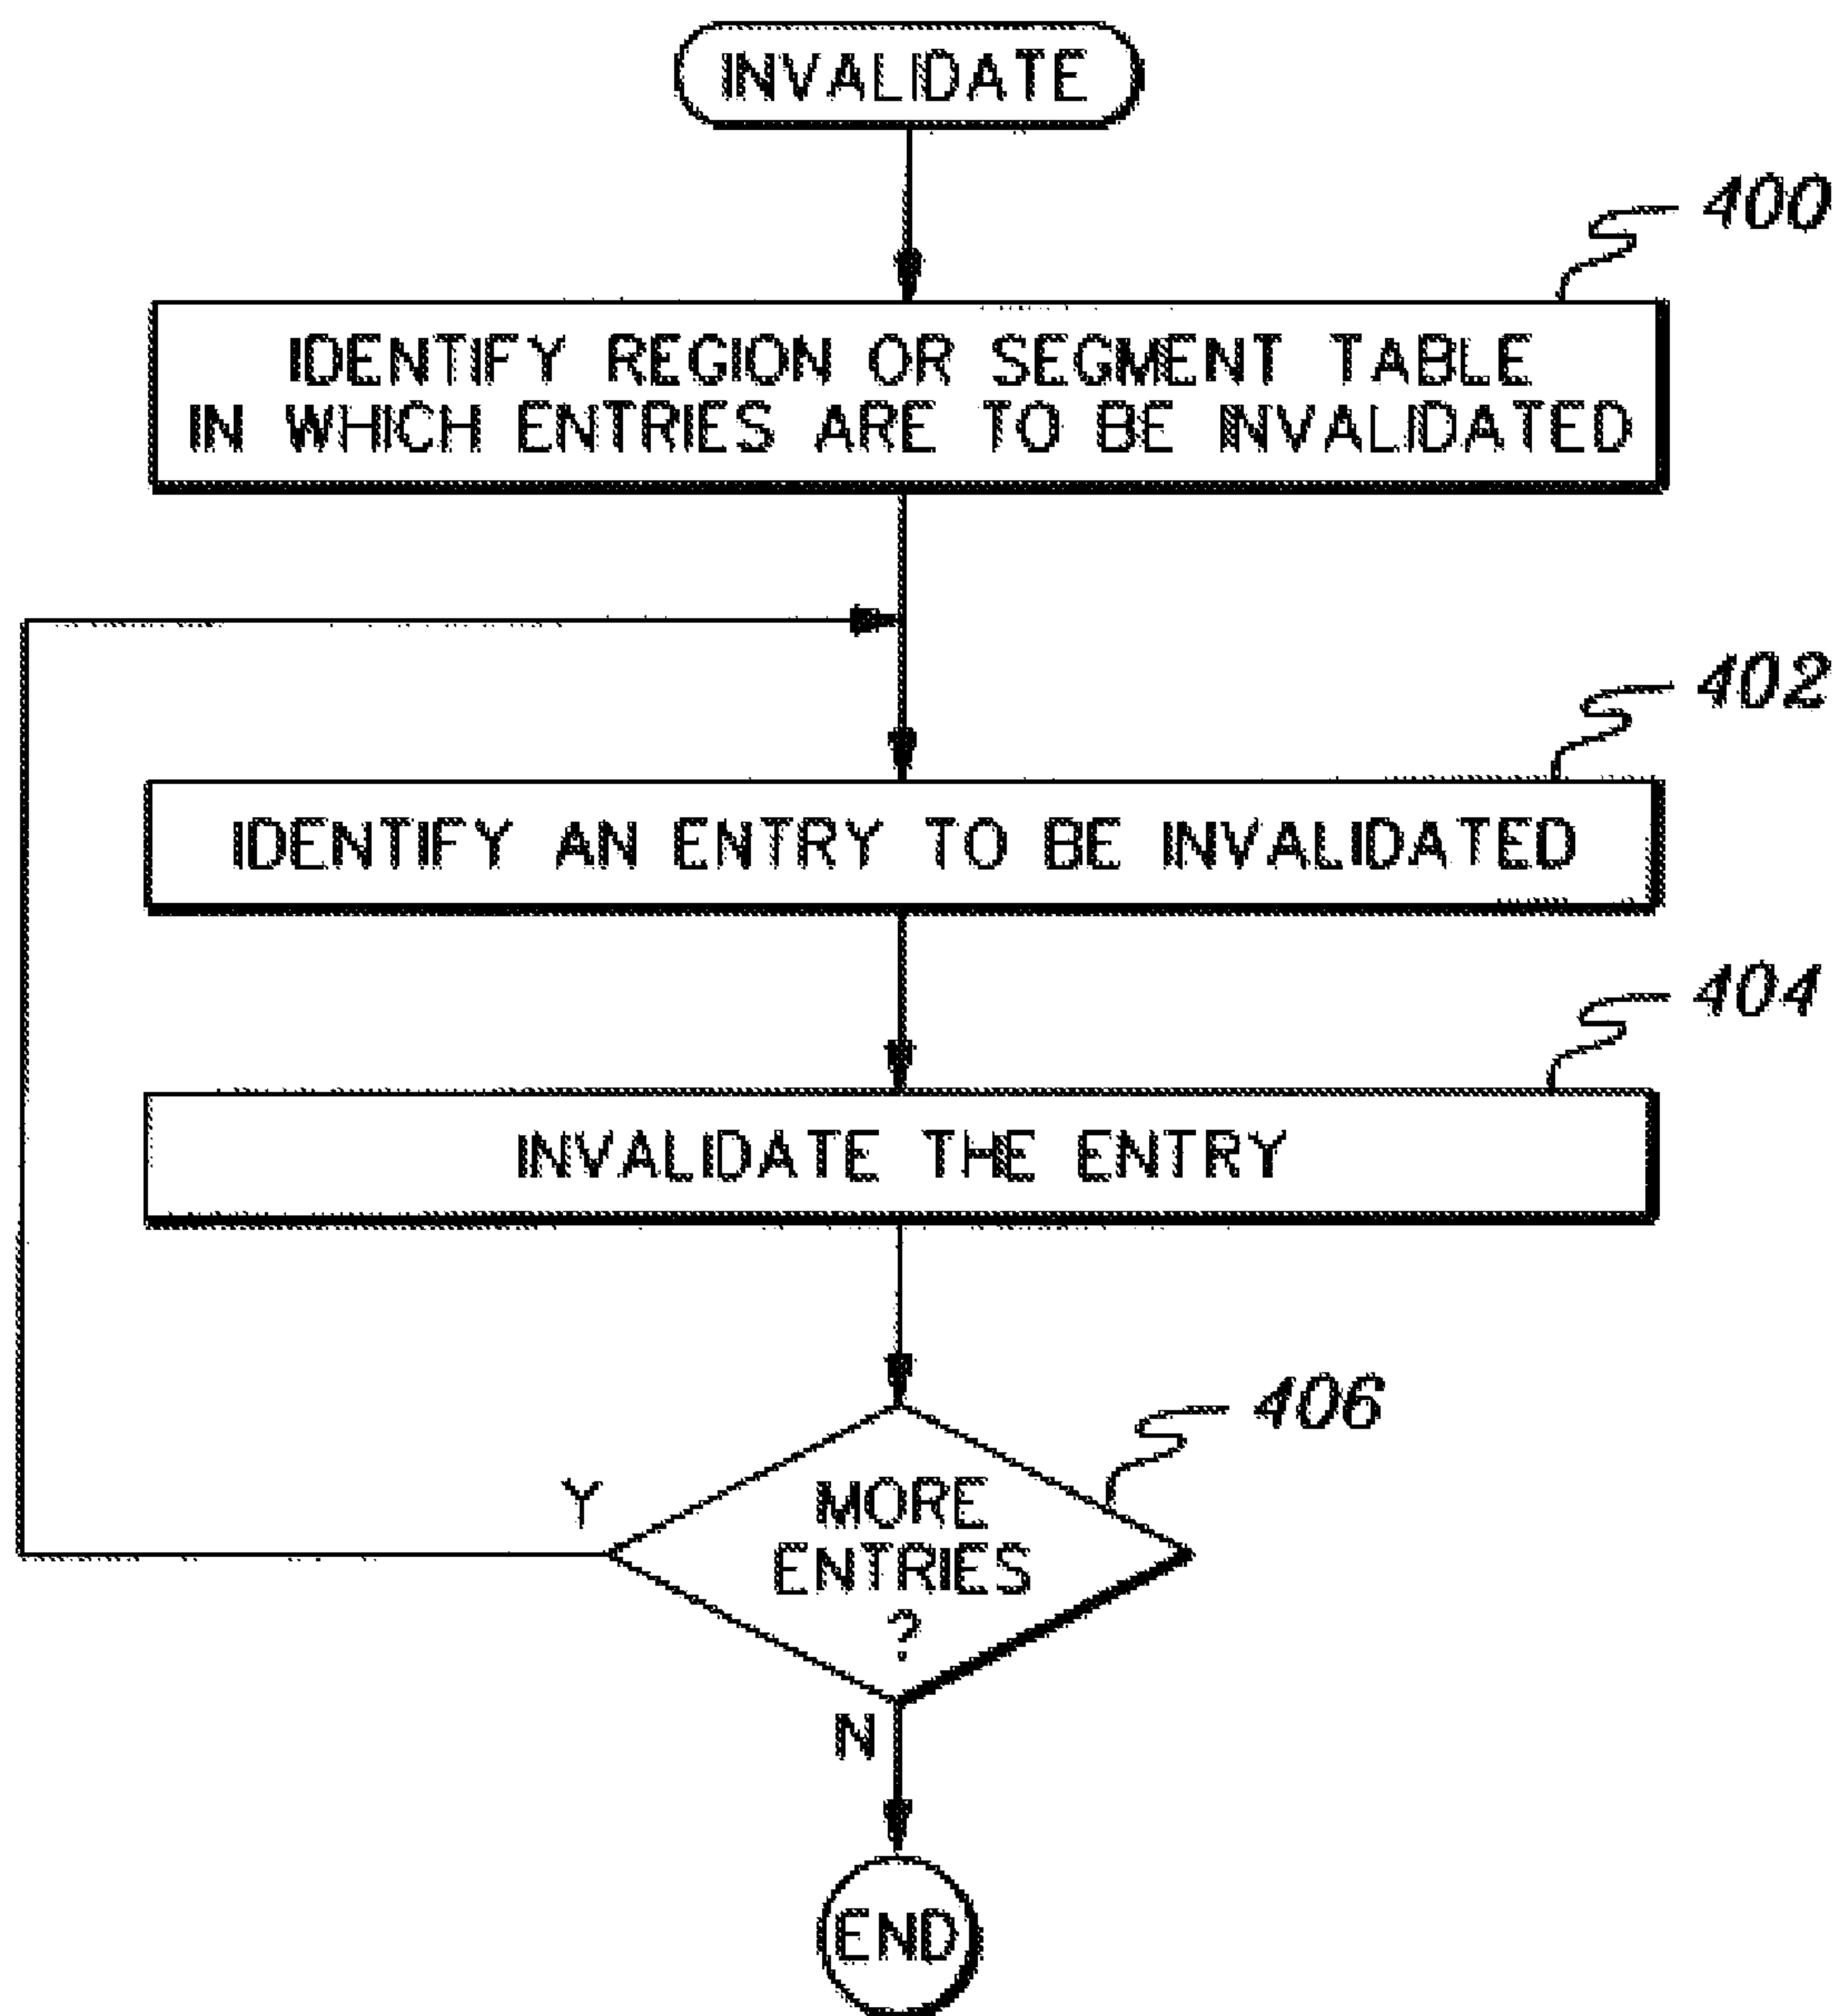 INVALIDATE
400
IDENTIFY REGION OR SEGMENT TABLE
IN WHICH ENTRIES ARE TO BE INVALIDATED
402
IDENTIFY AN ENTRY TO BE INVALIDATED
404
INVALIDATE THE ENTRY
406
Y
MORE
ENTRIES
?
N
END